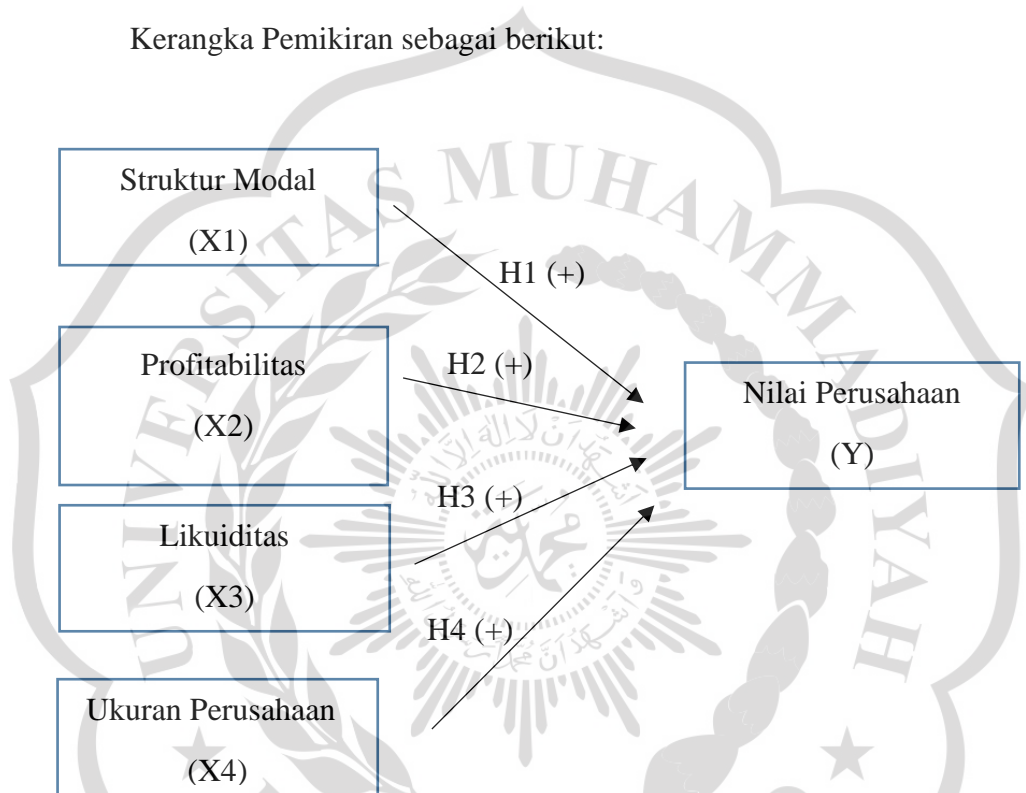 Kerangka Pemikiran sebagai berikut:
Struktur Modal
(X1)
H1 (+)
Profitabilitas
(X2)
H2 (+)
Nilai Perusahaan
(Y)
Likuiditas
(X3)
H3 (+)
Ukuran Perusahaan
(X4)
H4 (+)
UNIVERSITAS MUHAMMADIYAH